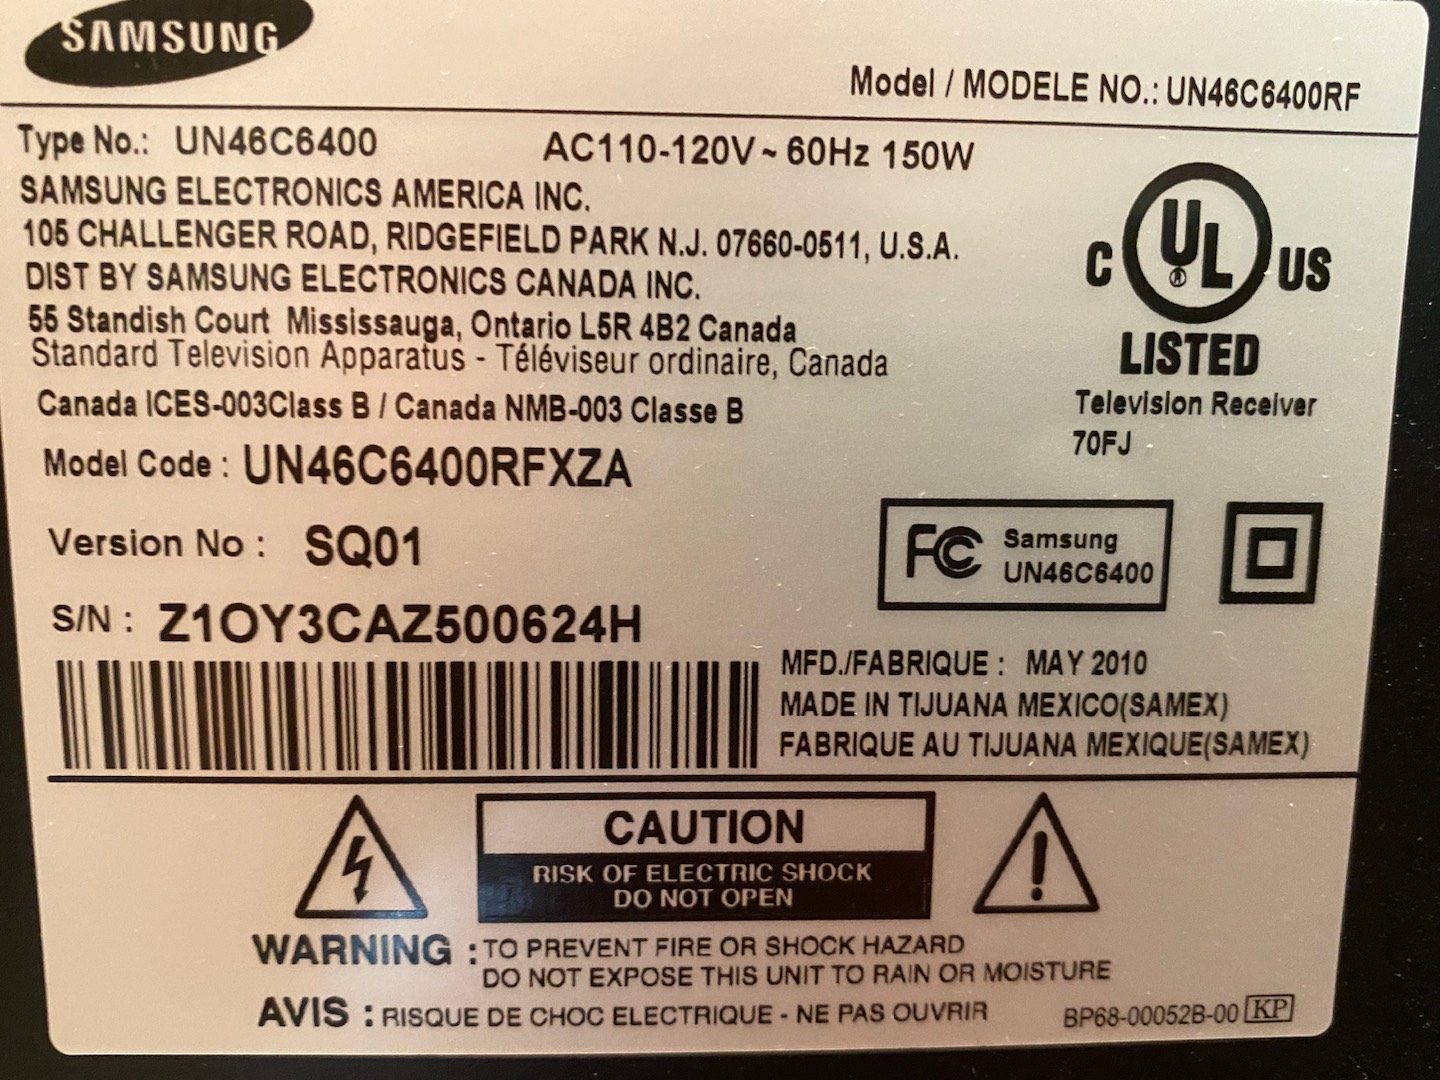 SAMSUNG
Model / MODELE NO.: UN46C6400RF
Type No.: UN46C6400 AC110-120V~ 60Hz 150W
SAMSUNG ELECTRONICS AMERICA INC.
105 CHALLENGER ROAD, RIDGEFIELD PARK N.J. 07660-0511, U.S.A.
DIST BY SAMSUNG ELECTRONICS CANADA INC.
55 Standish Court Mississauga, Ontario L5R 4B2 Canada
Standard Television Apparatus - Téléviseur ordinaire, Canada
Canada ICES-003Class B / Canada NMB-003 Classe B
C UL® US
LISTED
Television Receiver
70FJ
Model Code : UN46C6400RFXZA
Version No : SQ01
FC Samsung
UN46C6400
S/N : Z1OY3CAZ500624H
MFD./FABRIQUE : MAY 2010
MADE IN TIJUANA MEXICO(SAMEX)
FABRIQUE AU TIJUANA MEXIQUE(SAMEX)
CAUTION
RISK OF ELECTRIC SHOCK
DO NOT OPEN
WARNING : TO PREVENT FIRE OR SHOCK HAZARD
DO NOT EXPOSE THIS UNIT TO RAIN OR MOISTURE
AVIS : RISQUE DE CHOC ELECTRIQUE - NE PAS OUVRIR
BP68-00052B-00 KP